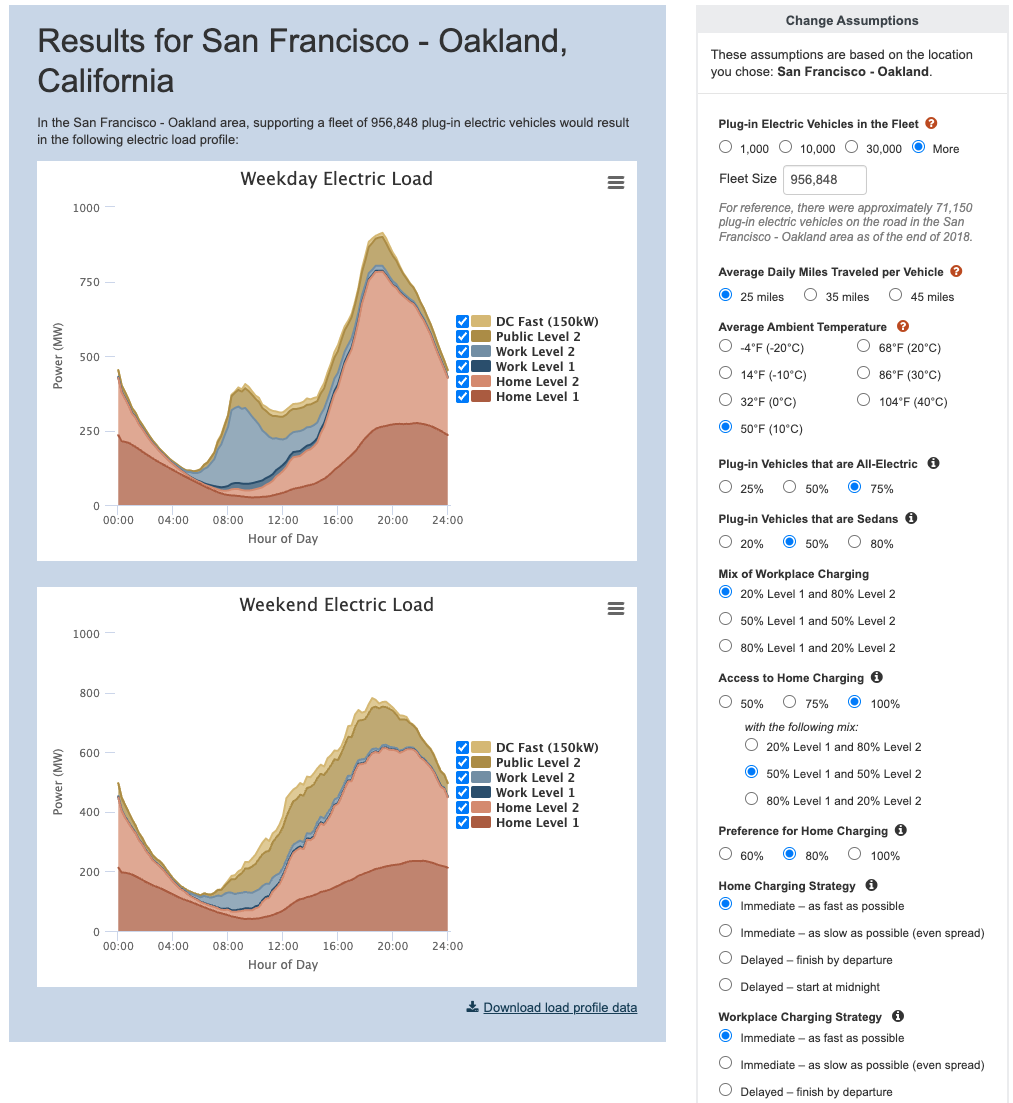 Results for San Francisco - Oakland,
California
In the San Francisco - Oakland area, supporting a fleet of 956,848 plug-in electric vehicles would result
in the following electric load profile:
Weekday Electric Load
1000
750
500
250
0
Power (MW)
00:00 04:00 08:00 12:00 16:00 20:00 24:00
Hour of Day
DC Fast (150kW)
Public Level 2
Work Level 2
Work Level 1
Home Level 2
Home Level 1
Weekend Electric Load
1000
800
600
400
200
0
Power (MW)
00:00 04:00 08:00 12:00 16:00 20:00 24:00
Hour of Day
DC Fast (150kW)
Public Level 2
Work Level 2
Work Level 1
Home Level 2
Home Level 1
Download load profile data
Change Assumptions
These assumptions are based on the location
you chose: San Francisco - Oakland.
Plug-in Electric Vehicles in the Fleet ?
1,000 10,000 30,000 More
Fleet Size 956,848
For reference, there were approximately 71,150
plug-in electric vehicles on the road in the San
Francisco - Oakland area as of the end of 2018.
Average Daily Miles Traveled per Vehicle ?
25 miles 35 miles 45 miles
Average Ambient Temperature ?
-4°F (-20°C) 68°F (20°C)
14°F (-10°C) 86°F (30°C)
32°F (0°C) 104°F (40°C)
50°F (10°C)
Plug-in Vehicles that are All-Electric i
25% 50% 75%
Plug-in Vehicles that are Sedans i
20% 50% 80%
Mix of Workplace Charging
20% Level 1 and 80% Level 2
50% Level 1 and 50% Level 2
80% Level 1 and 20% Level 2
Access to Home Charging i
50% 75% 100%
with the following mix:
20% Level 1 and 80% Level 2
50% Level 1 and 50% Level 2
80% Level 1 and 20% Level 2
Preference for Home Charging i
60% 80% 100%
Home Charging Strategy i
Immediate – as fast as possible
Immediate – as slow as possible (even spread)
Delayed – finish by departure
Delayed – start at midnight
Workplace Charging Strategy i
Immediate – as fast as possible
Immediate – as slow as possible (even spread)
Delayed – finish by departure